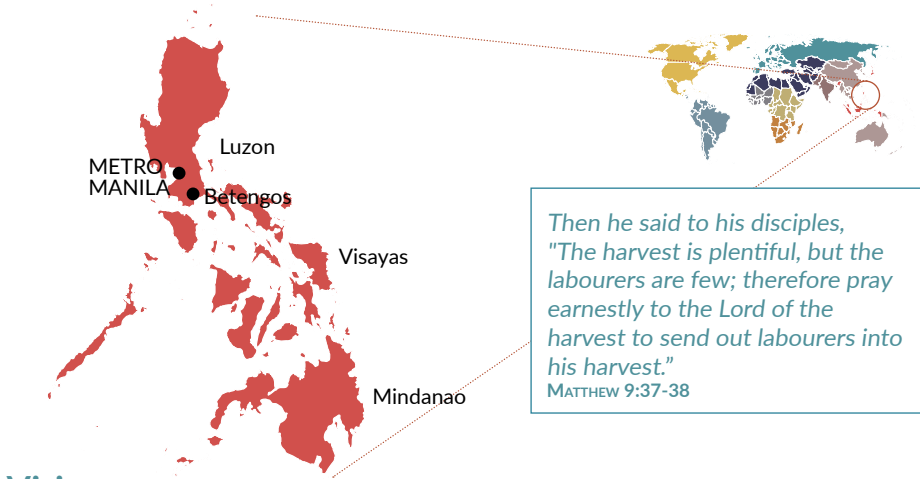 Luzon
METRO
MANILA
Betengos
Visayas
Mindanao
Then he said to his disciples,
"The harvest is plentiful, but the
labourers are few; therefore pray
earnestly to the Lord of the
harvest to send out labourers into
his harvest.”
MATTHEW 9:37-38